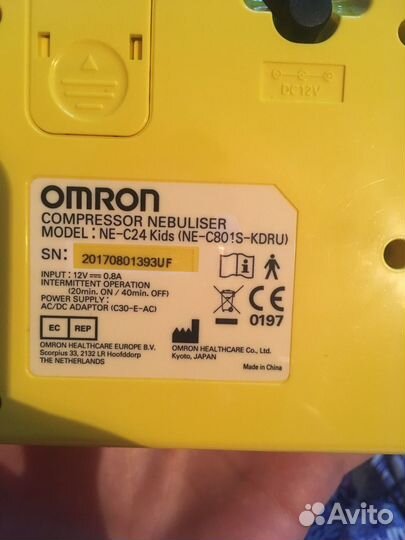 DC12V
OMRON
COMPRESSOR NEBULISER
MODEL: NE-C24 Kids (NE-C801S-KDRU)
SN: 20170801393UF
INPUT: 12V 0.8A
INTERMITTENT OPERATION
(20min. ON / 40min. OFF)
POWER SUPPLY:
AC/DC ADAPTOR (C30-E-AC)
CE
0197
EC REP
OMRON HEALTHCARE EUROPE B.V.
Scorpius 33, 2132 LR Hoofddorp
THE NETHERLANDS
OMRON HEALTHCARE Co., Ltd.
Kyoto, JAPAN
Made in China
Avito